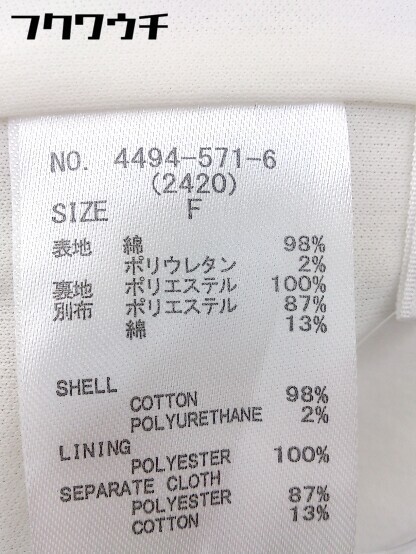 フクワウチ
NO. 4494-571-6
(2420)
SIZE F
表地 綿 98%
ポリウレタン 2%
裏地 ポリエステル 100%
別布 ポリエステル 87%
綿 13%
SHELL
COTTON 98%
POLYURETHANE 2%
LINING
POLYESTER 100%
SEPARATE CLOTH
POLYESTER 87%
COTTON 13%